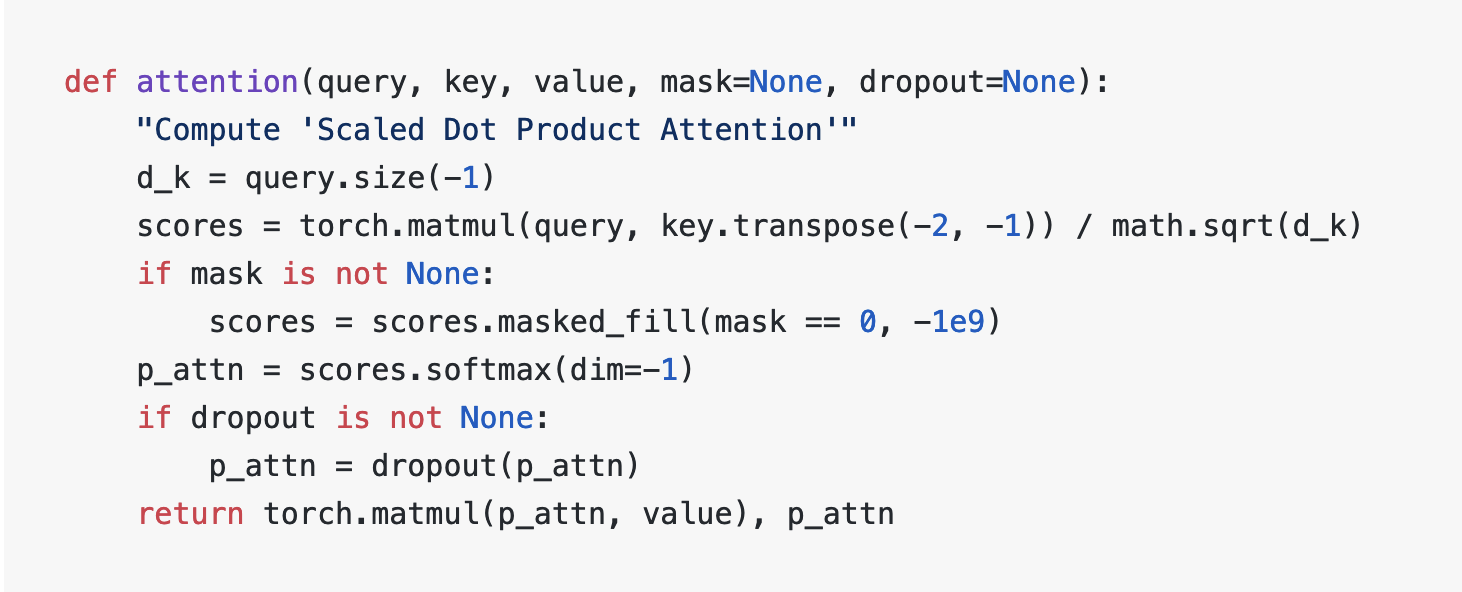 def attention(query, key, value, mask=None, dropout=None):
    "Compute 'Scaled Dot Product Attention'"
    d_k = query.size(-1)
    scores = torch.matmul(query, key.transpose(-2, -1)) / math.sqrt(d_k)
    if mask is not None:
        scores = scores.masked_fill(mask == 0, -1e9)
    p_attn = scores.softmax(dim=-1)
    if dropout is not None:
        p_attn = dropout(p_attn)
    return torch.matmul(p_attn, value), p_attn